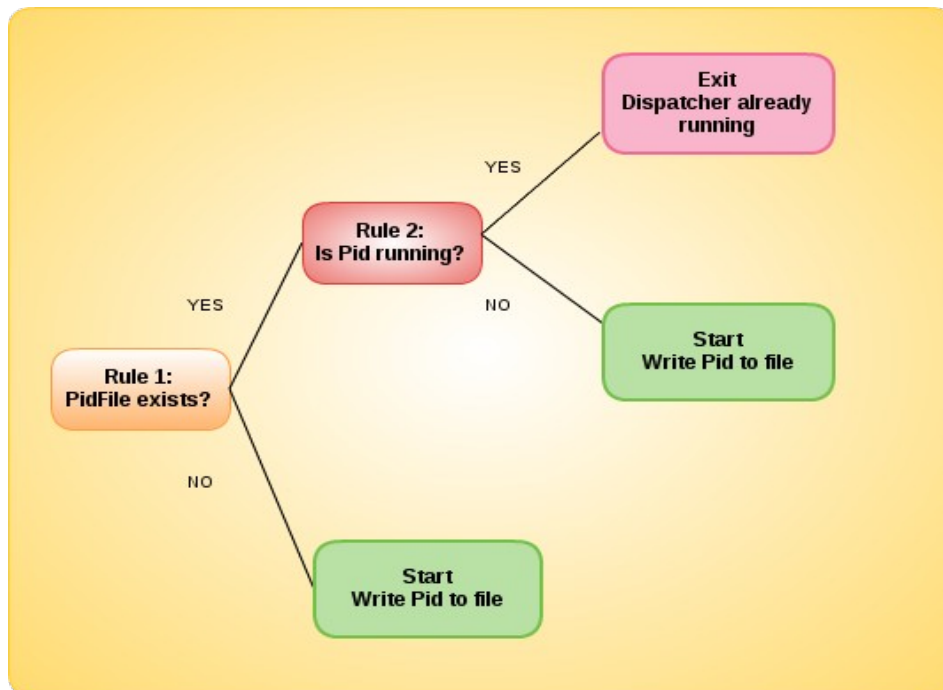 Exit
Dispatcher already
running
YES
Rule 2:
Is Pid running?
YES
NO
Start
Write Pid to file
Rule 1:
PidFile exists?
NO
Start
Write Pid to file